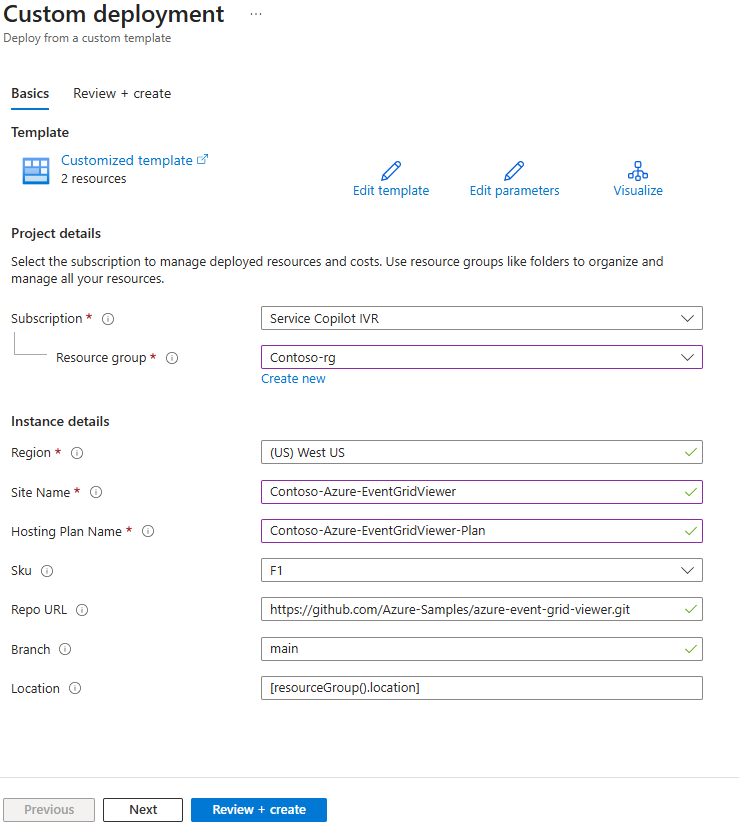 Custom deployment ...
Deploy from a custom template
Basics Review + create
Template
Customized template
2 resources
Edit template Edit parameters Visualize
Project details
Select the subscription to manage deployed resources and costs. Use resource groups like folders to organize and
manage all your resources.
Subscription * Service Copilot IVR
Resource group * Contoso-rg
Create new
Instance details
Region * (US) West US
Site Name * Contoso-Azure-EventGridViewer
Hosting Plan Name * Contoso-Azure-EventGridViewer-Plan
Sku F1
Repo URL https://github.com/Azure-Samples/azure-event-grid-viewer.git
Branch main
Location [resourceGroup().location]
Previous Next Review + create